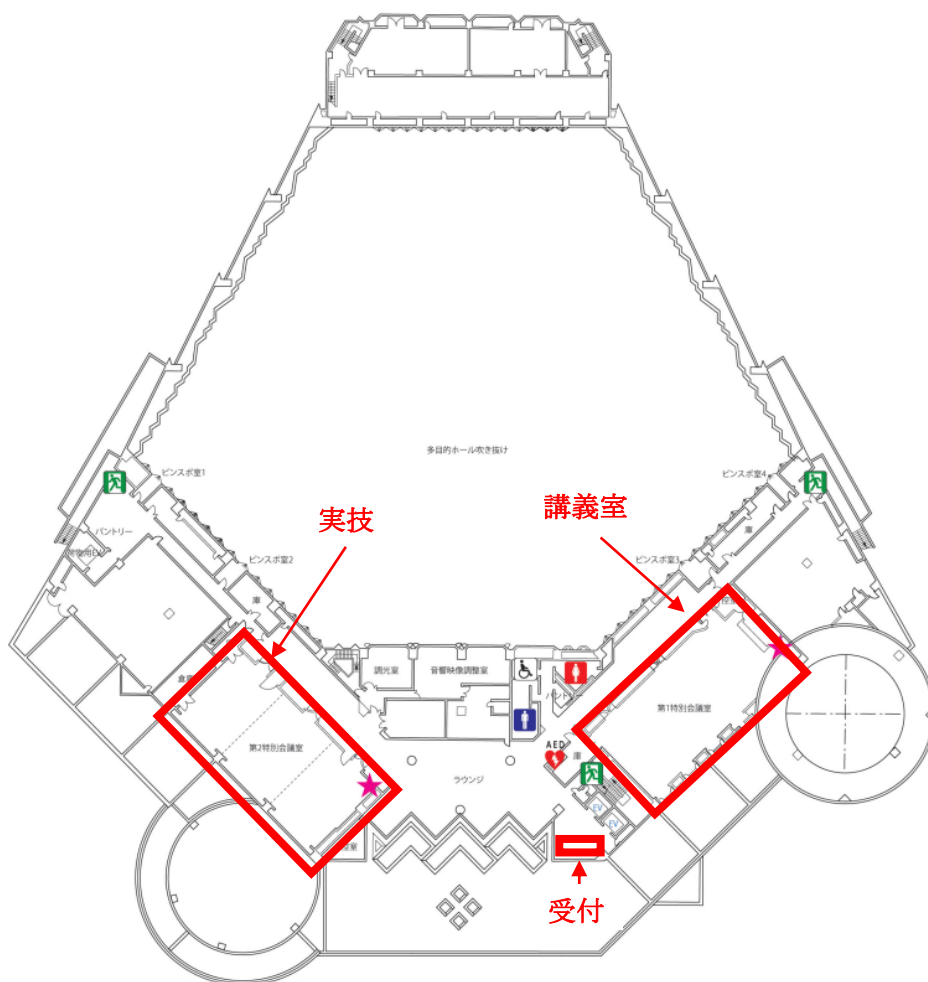 多目的ホール吹き抜け
ピンスポ室1
ピンスポ室4
実技
講義室
パントリー
ピンスポ室2
ピンスポ室3
庫
庫
調光室
音響映像調整室
第1特別会議室
第2特別会議室
AED
庫
ラウンジ
EV
EV
受付